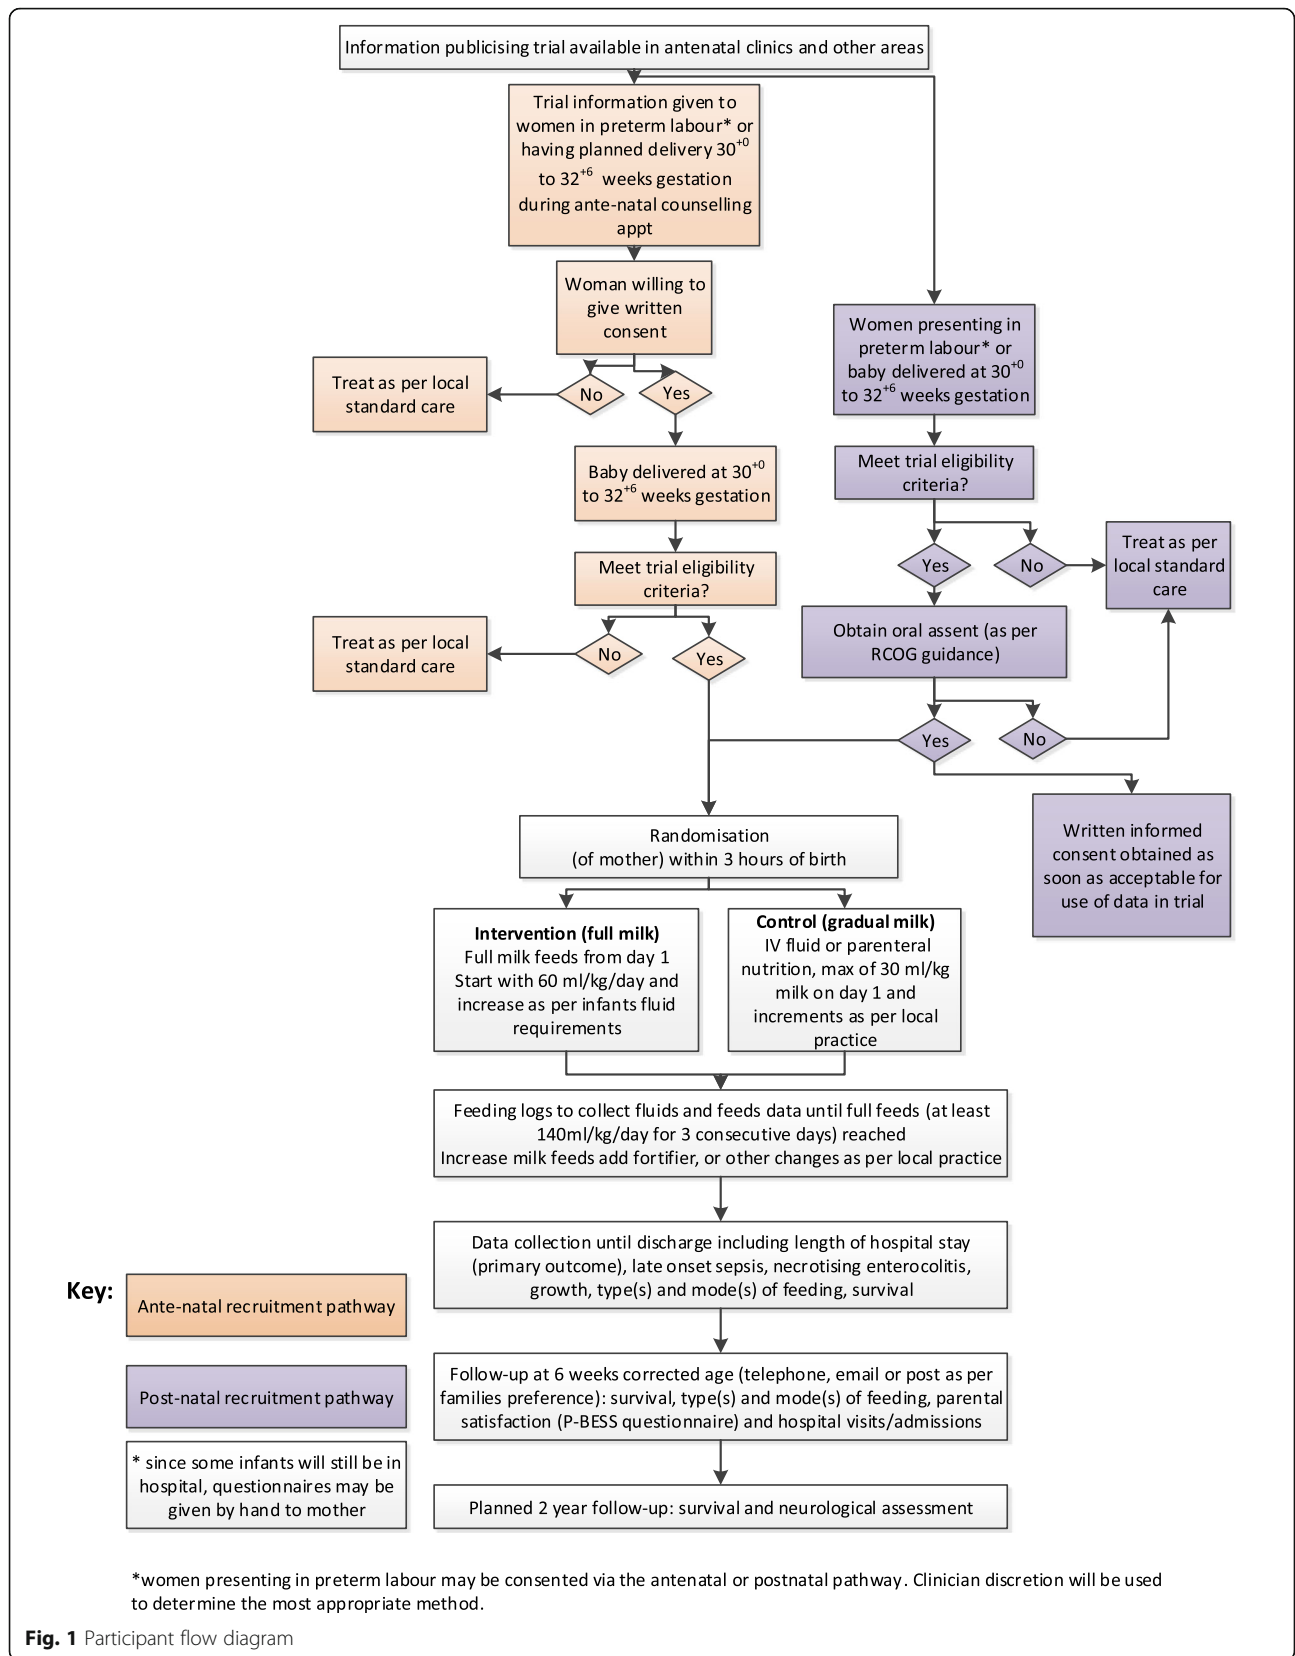 Information publicising trial available in antenatal clinics and other areas
Trial information given to
women in preterm labour* or
having planned delivery 30+0
to 32+6 weeks gestation
during ante-natal counselling
appt
Woman willing to
give written
consent
Treat as per local
standard care
No
Yes
Baby delivered at 30+0
to 32+6 weeks gestation
Meet trial eligibility
criteria?
Treat as per local
standard care
No
Yes
Women presenting in
preterm labour* or
baby delivered at 30+0
to 32+6 weeks gestation
Meet trial eligibility
criteria?
Yes
No
Treat as per
local standard
care
Obtain oral assent (as per
RCOG guidance)
Yes
No
Written informed
consent obtained as
soon as acceptable for
use of data in trial
Randomisation
(of mother) within 3 hours of birth
Intervention (full milk)
Full milk feeds from day 1
Start with 60 ml/kg/day and
increase as per infants fluid
requirements
Control (gradual milk)
IV fluid or parenteral
nutrition, max of 30 ml/kg
milk on day 1 and
increments as per local
practice
Feeding logs to collect fluids and feeds data until full feeds (at least
140ml/kg/day for 3 consecutive days) reached
Increase milk feeds add fortifier, or other changes as per local practice
Data collection until discharge including length of hospital stay
(primary outcome), late onset sepsis, necrotising enterocolitis,
growth, type(s) and mode(s) of feeding, survival
Follow-up at 6 weeks corrected age (telephone, email or post as per
families preference): survival, type(s) and mode(s) of feeding, parental
satisfaction (P-BESS questionnaire) and hospital visits/admissions
Planned 2 year follow-up: survival and neurological assessment
Key:
Ante-natal recruitment pathway
Post-natal recruitment pathway
* since some infants will still be in
hospital, questionnaires may be
given by hand to mother
*women presenting in preterm labour may be consented via the antenatal or postnatal pathway. Clinician discretion will be used
to determine the most appropriate method.
Fig. 1 Participant flow diagram